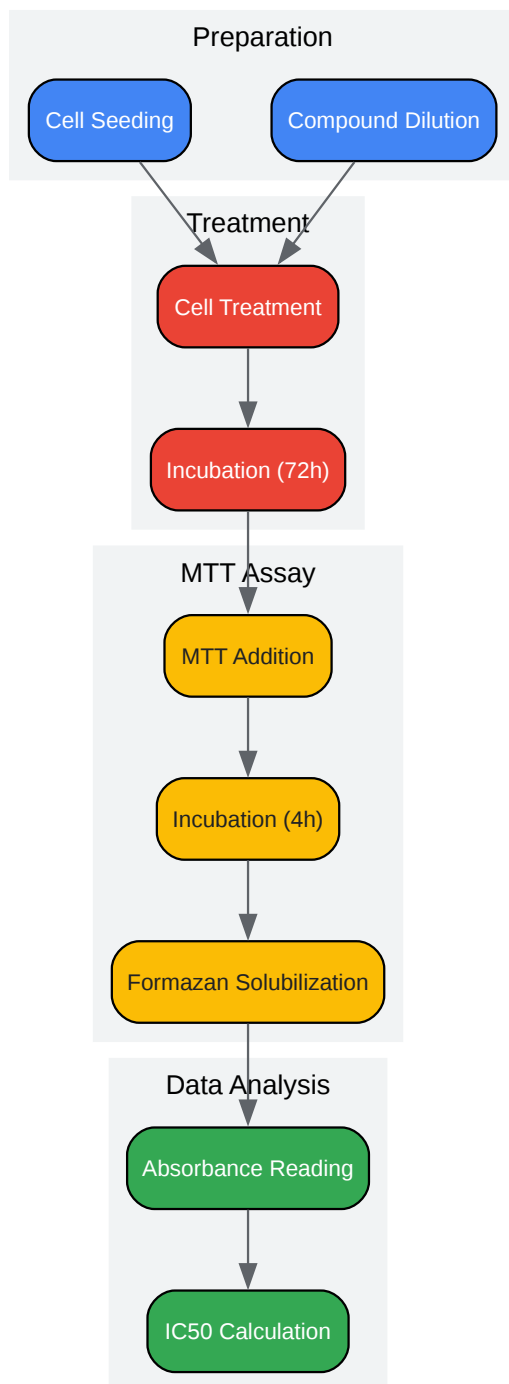 Preparation
Cell Seeding
Compound Dilution
Treatment
Cell Treatment
Incubation (72h)
MTT Assay
MTT Addition
Incubation (4h)
Formazan Solubilization
Data Analysis
Absorbance Reading
IC50 Calculation